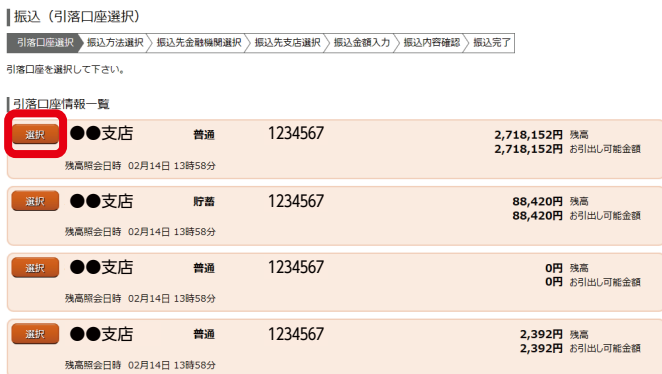 振込（引落口座選択）
引落口座選択 振込方法選択 振込先金融機関選択 振込先支店選択 振込金額入力 振込内容確認 振込完了
引落口座を選択して下さい。
引落口座情報一覧
選択 ●●支店 普通 1234567 2,718,152円 残高
2,718,152円 お引出し可能金額
残高照会日時 02月14日 13時58分
選択 ●●支店 貯蓄 1234567 88,420円 残高
88,420円 お引出し可能金額
残高照会日時 02月14日 13時58分
選択 ●●支店 普通 1234567 0円 残高
0円 お引出し可能金額
残高照会日時 02月14日 13時58分
選択 ●●支店 普通 1234567 2,392円 残高
2,392円 お引出し可能金額
残高照会日時 02月14日 13時58分